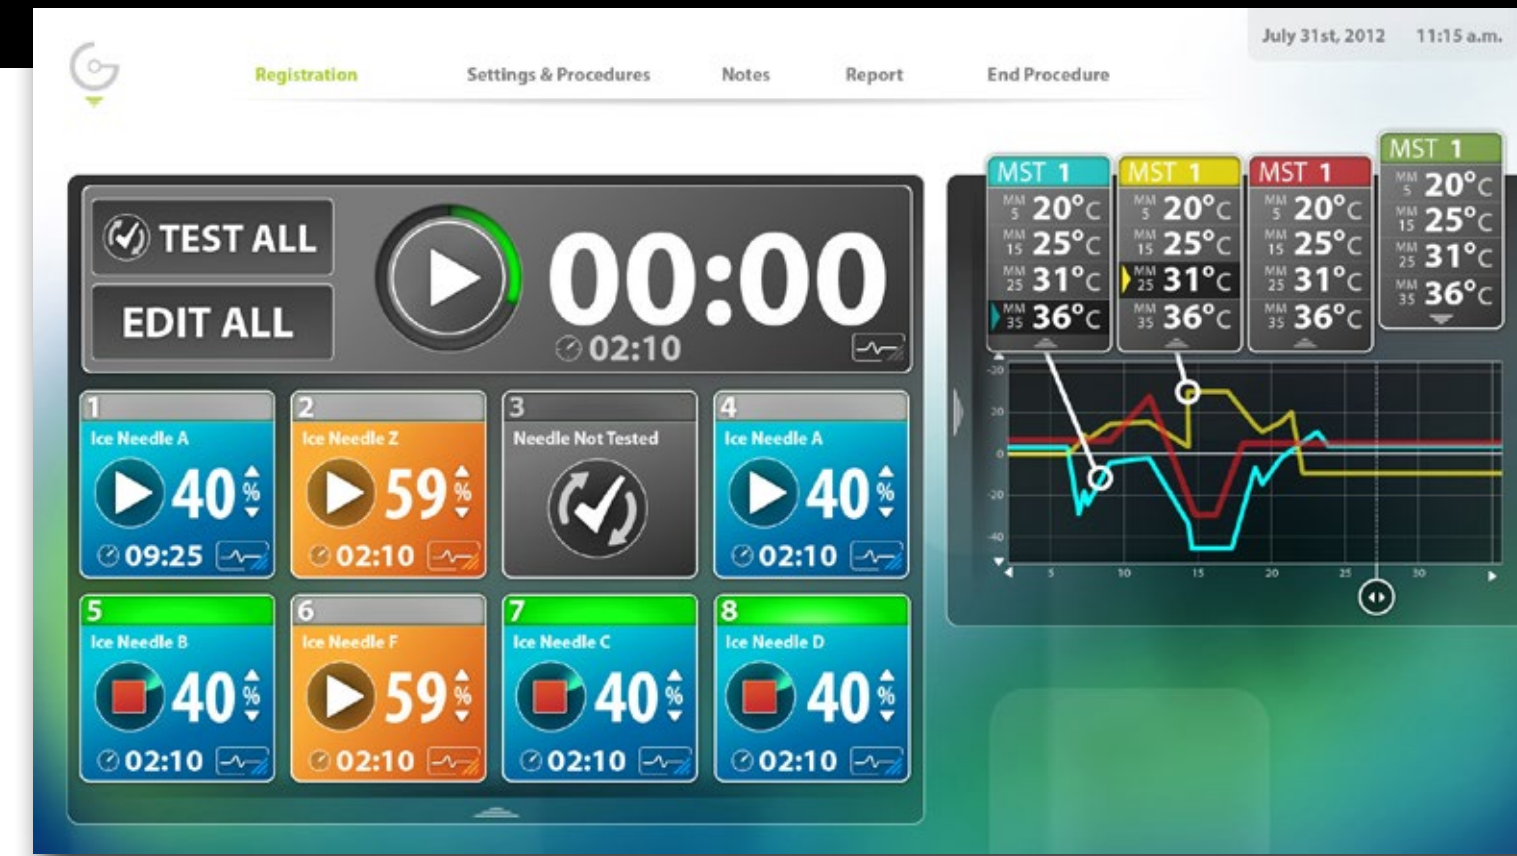 July 31st, 2012 11:15 a.m.
Registration Settings & Procedures Notes Report End Procedure
TEST ALL
EDIT ALL
00:00
02:10
1
Ice Needle A
40 %
09:25
2
Ice Needle Z
59 %
02:10
3
Needle Not Tested
4
Ice Needle A
40 %
02:10
5
Ice Needle B
40 %
02:10
6
Ice Needle F
59 %
02:10
7
Ice Needle C
40 %
02:10
8
Ice Needle D
40 %
02:10
MST 1
MM 5 20°C
MM 15 25°C
MM 25 31°C
MM 35 36°C
MST 1
MM 5 20°C
MM 15 25°C
MM 25 31°C
MM 35 36°C
MST 1
MM 5 20°C
MM 15 25°C
MM 25 31°C
MM 35 36°C
MST 1
MM 5 20°C
MM 15 25°C
MM 25 31°C
MM 35 36°C
-20
20
0
-20
-40
5 10 15 20 25 30